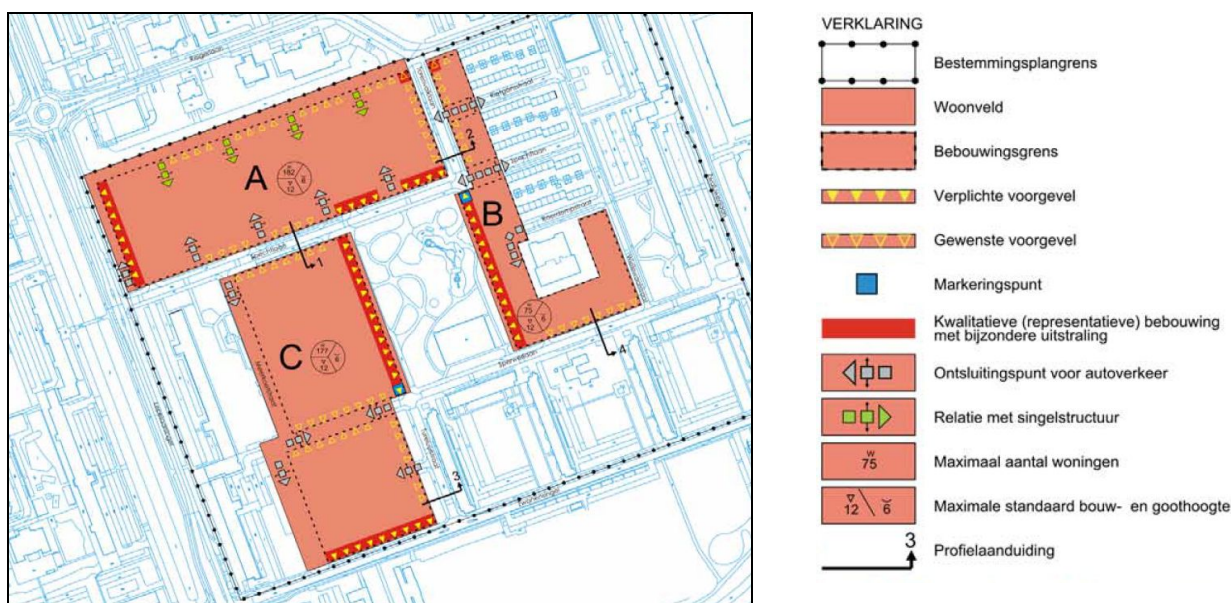 A
W
182
12
6
B
W
75
12
6
C
W
177
12
6
1
2
3
4
VERKLARING
Bestemmingsplangrens
Woonveld
Bebouwingsgrens
Verplichte voorgevel
Gewenste voorgevel
Markeringspunt
Kwalitatieve (representatieve) bebouwing
met bijzondere uitstraling
Ontsluitingspunt voor autoverkeer
Relatie met singelstructuur
W
75
Maximaal aantal woningen
12 6
Maximale standaard bouw- en goothoogte
3
Profielaanduiding